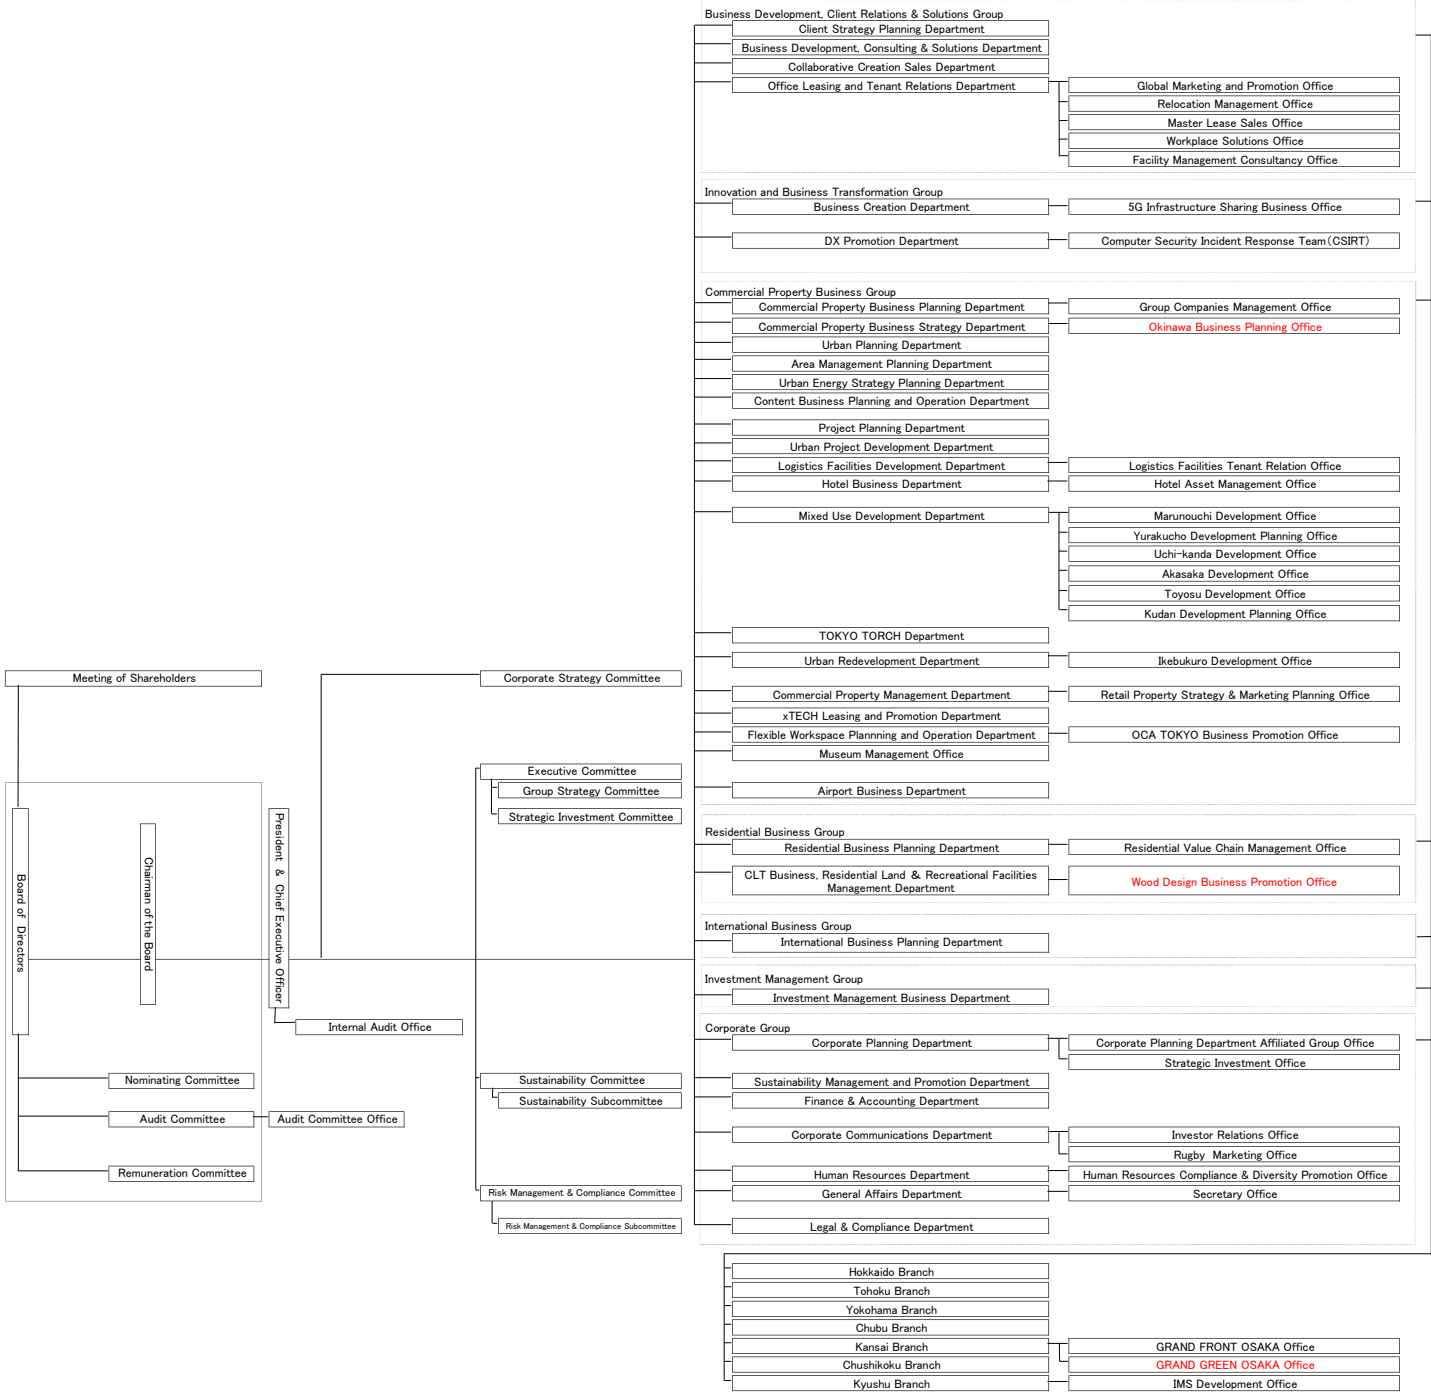 Business Development, Client Relations & Solutions Group
Client Strategy Planning Department
Business Development, Consulting & Solutions Department
Collaborative Creation Sales Department
Office Leasing and Tenant Relations Department
Global Marketing and Promotion Office
Relocation Management Office
Master Lease Sales Office
Workplace Solutions Office
Facility Management Consultancy Office
Innovation and Business Transformation Group
Business Creation Department
5G Infrastructure Sharing Business Office
DX Promotion Department
Computer Security Incident Response Team(CSIRT)
Commercial Property Business Group
Commercial Property Business Planning Department
Group Companies Management Office
Commercial Property Business Strategy Department
Okinawa Business Planning Office
Urban Planning Department
Area Management Planning Department
Urban Energy Strategy Planning Department
Content Business Planning and Operation Department
Project Planning Department
Urban Project Development Department
Logistics Facilities Development Department
Logistics Facilities Tenant Relation Office
Hotel Business Department
Hotel Asset Management Office
Mixed Use Development Department
Marunouchi Development Office
Yurakucho Development Planning Office
Uchi-kanda Development Office
Akasaka Development Office
Toyosu Development Office
Kudan Development Planning Office
TOKYO TORCH Department
Urban Redevelopment Department
Ikebukuro Development Office
Meeting of Shareholders
Corporate Strategy Committee
Commercial Property Management Department
Retail Property Strategy & Marketing Planning Office
xTECH Leasing and Promotion Department
Flexible Workspace Plannning and Operation Department
OCA TOKYO Business Promotion Office
Museum Management Office
Executive Committee
Group Strategy Committee
Strategic Investment Committee
Airport Business Department
Board of Directors
Chairman of the Board
President & Chief Executive Officer
Internal Audit Office
Residential Business Group
Residential Business Planning Department
Residential Value Chain Management Office
CLT Business, Residential Land & Recreational Facilities
Management Department
Wood Design Business Promotion Office
International Business Group
International Business Planning Department
Investment Management Group
Investment Management Business Department
Corporate Group
Corporate Planning Department
Corporate Planning Department Affiliated Group Office
Strategic Investment Office
Nominating Committee
Sustainability Committee
Sustainability Subcommittee
Sustainability Management and Promotion Department
Finance & Accounting Department
Audit Committee
Audit Committee Office
Corporate Communications Department
Investor Relations Office
Rugby Marketing Office
Remuneration Committee
Human Resources Department
Human Resources Compliance & Diversity Promotion Office
Risk Management & Compliance Committee
General Affairs Department
Secretary Office
Risk Management & Compliance Subcommittee
Legal & Compliance Department
Hokkaido Branch
Tohoku Branch
Yokohama Branch
Chubu Branch
Kansai Branch
GRAND FRONT OSAKA Office
Chushikoku Branch
GRAND GREEN OSAKA Office
Kyushu Branch
IMS Development Office